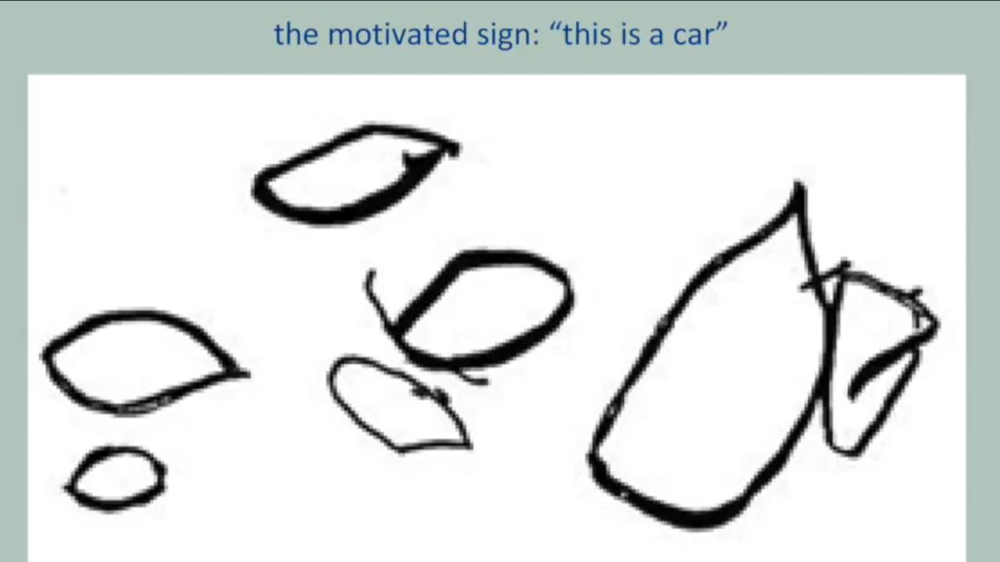 the motivated sign: “this is a car”